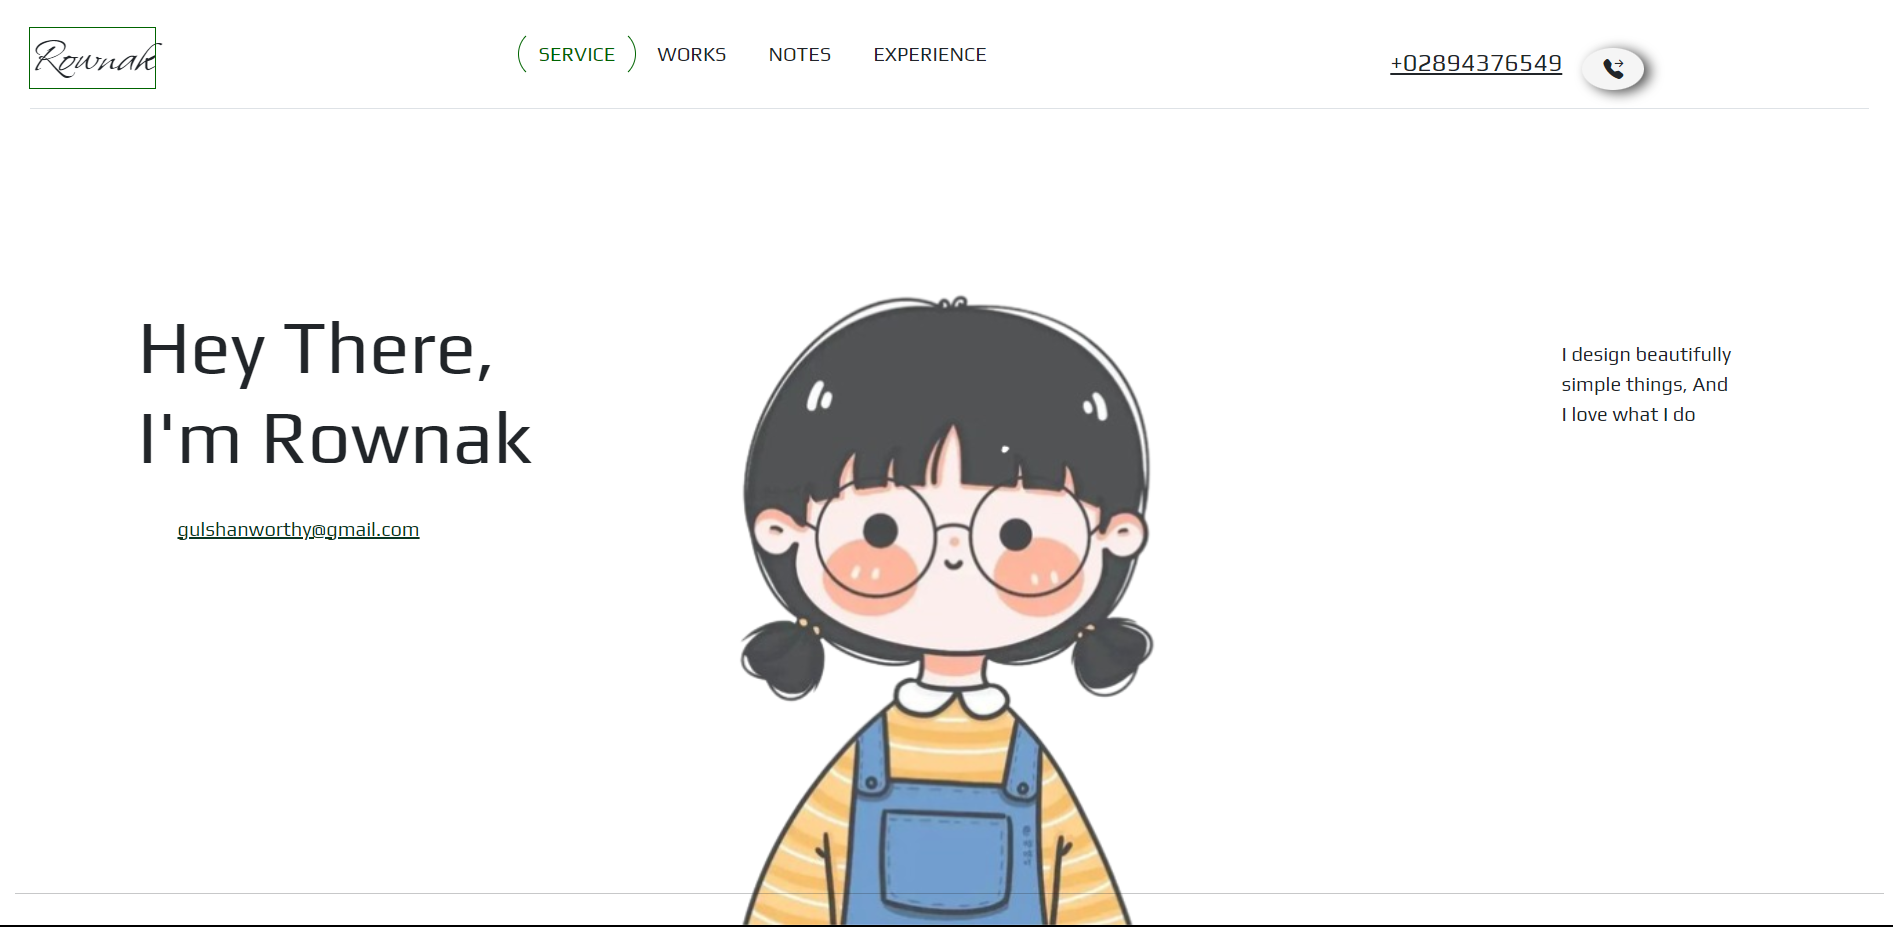 Rownak
SERVICE
WORKS
NOTES
EXPERIENCE
+02894376549
Hey There,
I'm Rownak
gulshanworthy@gmail.com
I design beautifully
simple things, And
I love what I do